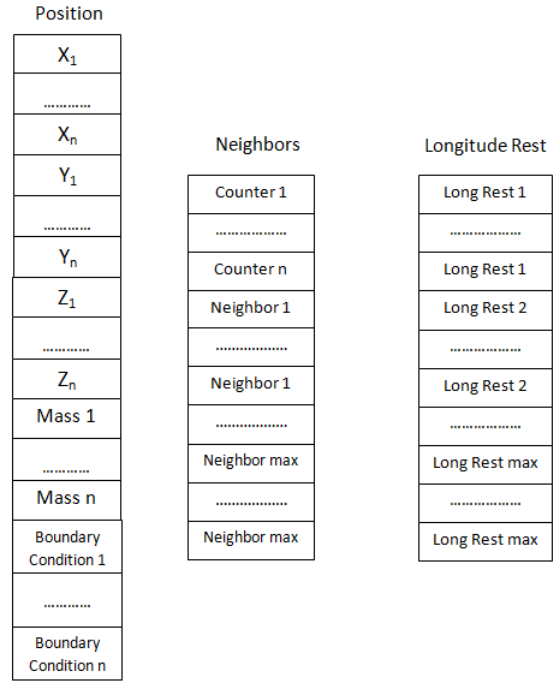 Position
X1
............
Xn
Y1
............
Yn
Z1
............
Zn
Mass 1
............
Mass n
Boundary
Condition 1
............
Boundary
Condition n
Neighbors
Counter 1
..................
Counter n
Neighbor 1
..................
Neighbor 1
..................
Neighbor max
..................
Neighbor max
Longitude Rest
Long Rest 1
..................
Long Rest 1
Long Rest 2
..................
Long Rest 2
..................
Long Rest max
..................
Long Rest max